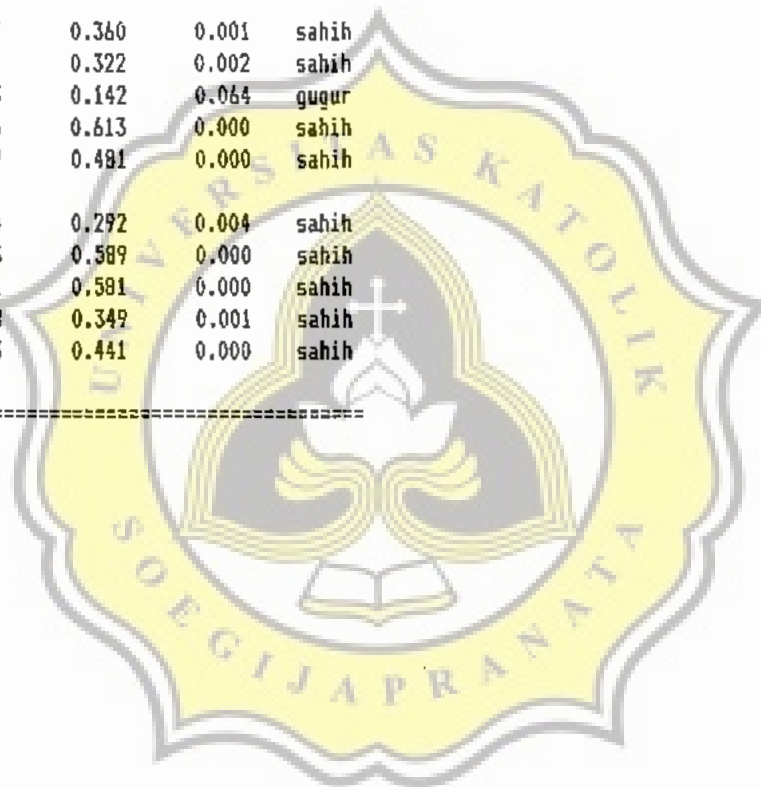 0.360 0.001 sahih
0.322 0.002 sahih
0.142 0.064 gugur
0.613 0.000 sahih
0.481 0.000 sahih
0.292 0.004 sahih
0.589 0.000 sahih
0.581 0.000 sahih
0.349 0.001 sahih
0.441 0.000 sahih
UNIVERSITAS KATOLIK
SOEGIJAPRANATA